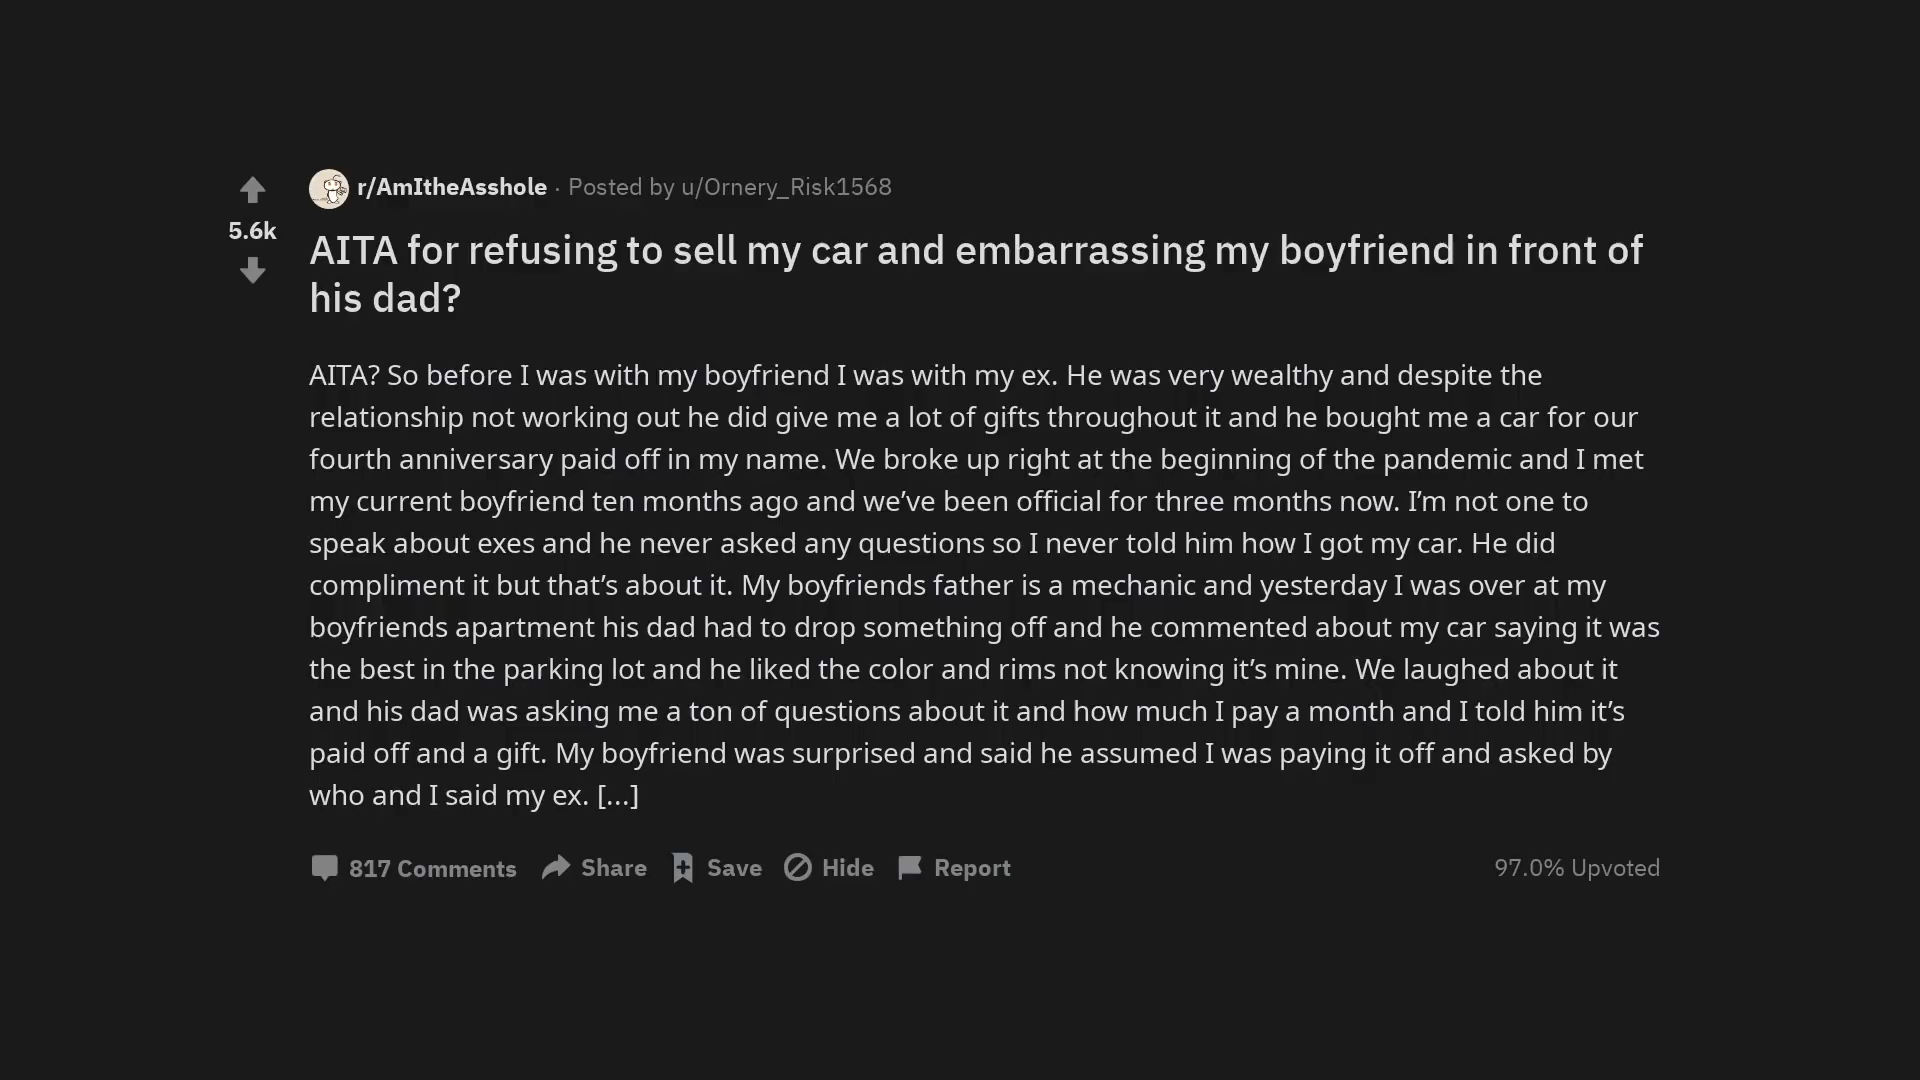 r/AmItheAsshole · Posted by u/Ornery_Risk1568
5.6k
AITA for refusing to sell my car and embarrassing my boyfriend in front of
his dad?
AITA? So before I was with my boyfriend I was with my ex. He was very wealthy and despite the
relationship not working out he did give me a lot of gifts throughout it and he bought me a car for our
fourth anniversary paid off in my name. We broke up right at the beginning of the pandemic and I met
my current boyfriend ten months ago and we’ve been official for three months now. I’m not one to
speak about exes and he never asked any questions so I never told him how I got my car. He did
compliment it but that’s about it. My boyfriends father is a mechanic and yesterday I was over at my
boyfriends apartment his dad had to drop something off and he commented about my car saying it was
the best in the parking lot and he liked the color and rims not knowing it’s mine. We laughed about it
and his dad was asking me a ton of questions about it and how much I pay a month and I told him it’s
paid off and a gift. My boyfriend was surprised and said he assumed I was paying it off and asked by
who and I said my ex. [...]
817 Comments Share Save Hide Report 97.0% Upvoted